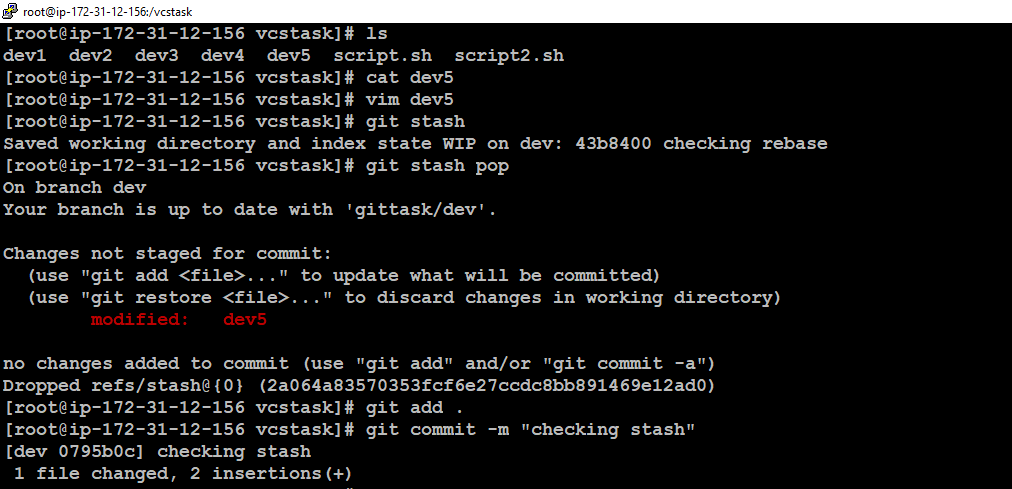 root@ip-172-31-12-156:/vcstask
[root@ip-172-31-12-156 vcstask]# ls
dev1  dev2  dev3  dev4  dev5  script.sh  script2.sh
[root@ip-172-31-12-156 vcstask]# cat dev5
[root@ip-172-31-12-156 vcstask]# vim dev5
[root@ip-172-31-12-156 vcstask]# git stash
Saved working directory and index state WIP on dev: 43b8400 checking rebase
[root@ip-172-31-12-156 vcstask]# git stash pop
On branch dev
Your branch is up to date with 'gittask/dev'.

Changes not staged for commit:
  (use "git add <file>..." to update what will be committed)
  (use "git restore <file>..." to discard changes in working directory)
        modified:   dev5

no changes added to commit (use "git add" and/or "git commit -a")
Dropped refs/stash@{0} (2a064a83570353fcf6e27ccdc8bb891469e12ad0)
[root@ip-172-31-12-156 vcstask]# git add .
[root@ip-172-31-12-156 vcstask]# git commit -m "checking stash"
[dev 0795b0c] checking stash
 1 file changed, 2 insertions(+)